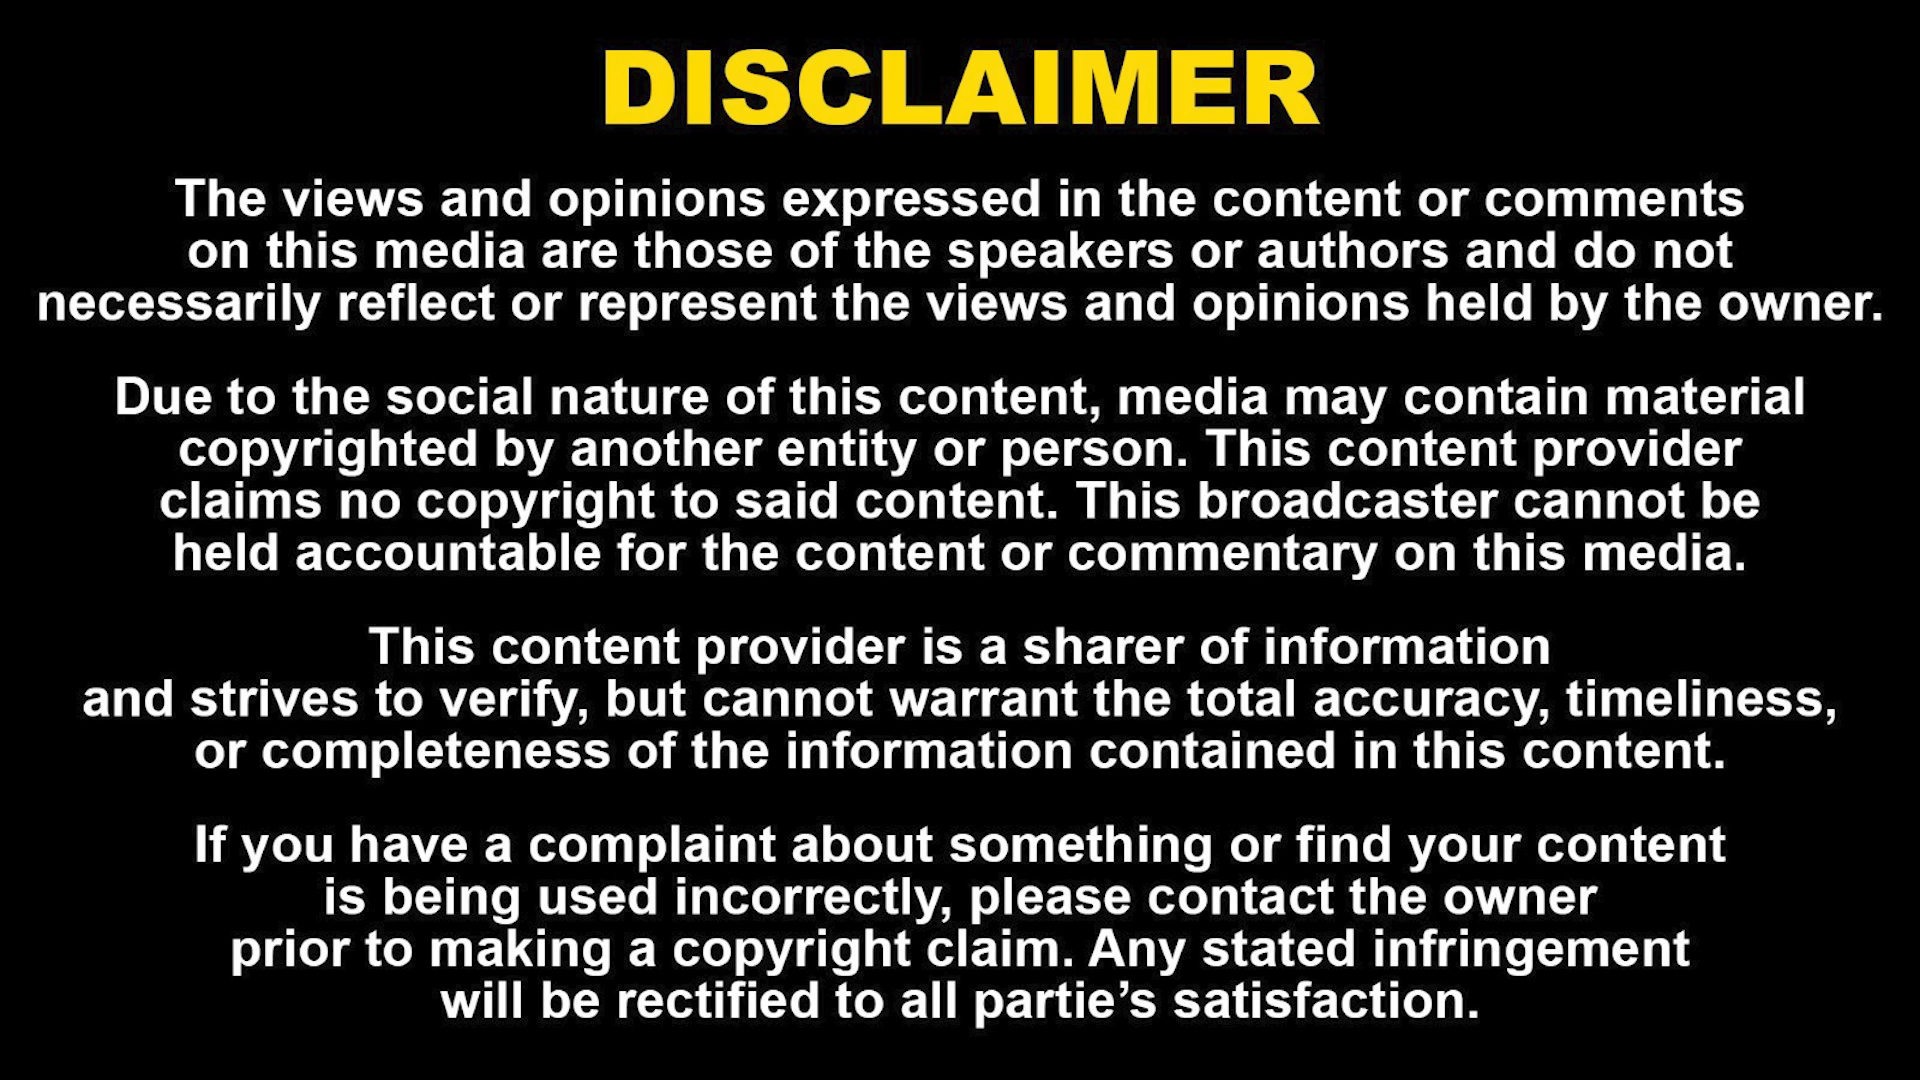 DISCLAIMER
The views and opinions expressed in the content or comments
on this media are those of the speakers or authors and do not
necessarily reflect or represent the views and opinions held by the owner.
Due to the social nature of this content, media may contain material
copyrighted by another entity or person. This content provider
claims no copyright to said content. This broadcaster cannot be
held accountable for the content or commentary on this media.
This content provider is a sharer of information
and strives to verify, but cannot warrant the total accuracy, timeliness,
or completeness of the information contained in this content.
If you have a complaint about something or find your content
is being used incorrectly, please contact the owner
prior to making a copyright claim. Any stated infringement
will be rectified to all partie’s satisfaction.